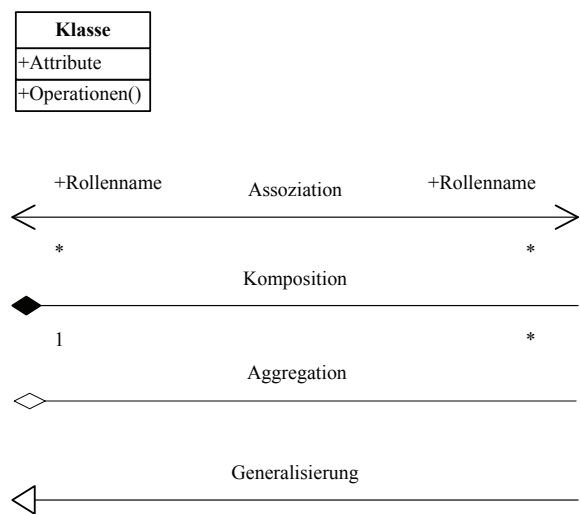 Klasse
+Attribute
+Operationen()
+Rollenname Assoziation +Rollenname
* *
Komposition
1 *
Aggregation
Generalisierung